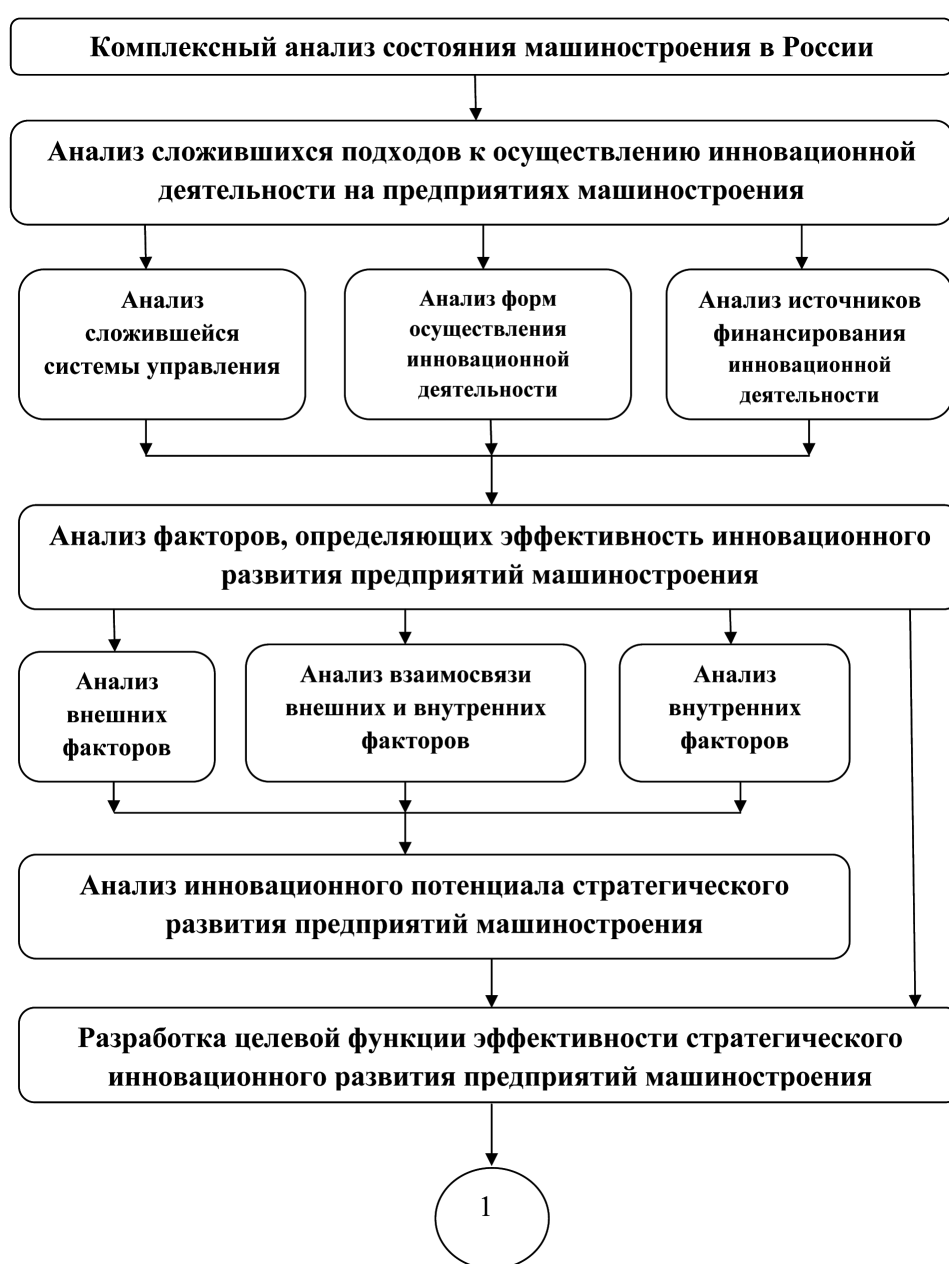 Комплексный анализ состояния машиностроения в России
Анализ сложившихся подходов к осуществлению инновационной
деятельности на предприятиях машиностроения
Анализ
сложившейся
системы управления
Анализ форм
осуществления
инновационной
деятельности
Анализ источников
финансирования
инновационной
деятельности
Анализ факторов, определяющих эффективность инновационного
развития предприятий машиностроения
Анализ
внешних
факторов
Анализ взаимосвязи
внешних и внутренних
факторов
Анализ
внутренних
факторов
Анализ инновационного потенциала стратегического
развития предприятий машиностроения
Разработка целевой функции эффективности стратегического
инновационного развития предприятий машиностроения
1